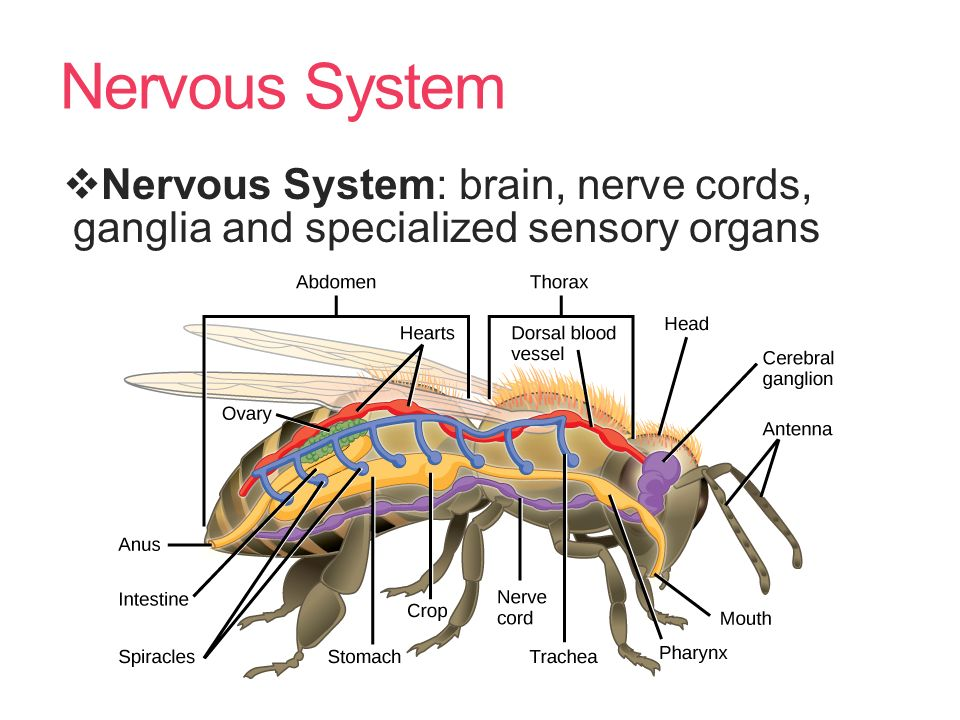 Nervous System
❖Nervous System: brain, nerve cords,
ganglia and specialized sensory organs
Abdomen
Thorax
Hearts
Dorsal blood
vessel
Head
Cerebral
ganglion
Ovary
Antenna
Anus
Intestine
Crop
Nerve
cord
Mouth
Spiracles
Stomach
Trachea
Pharynx